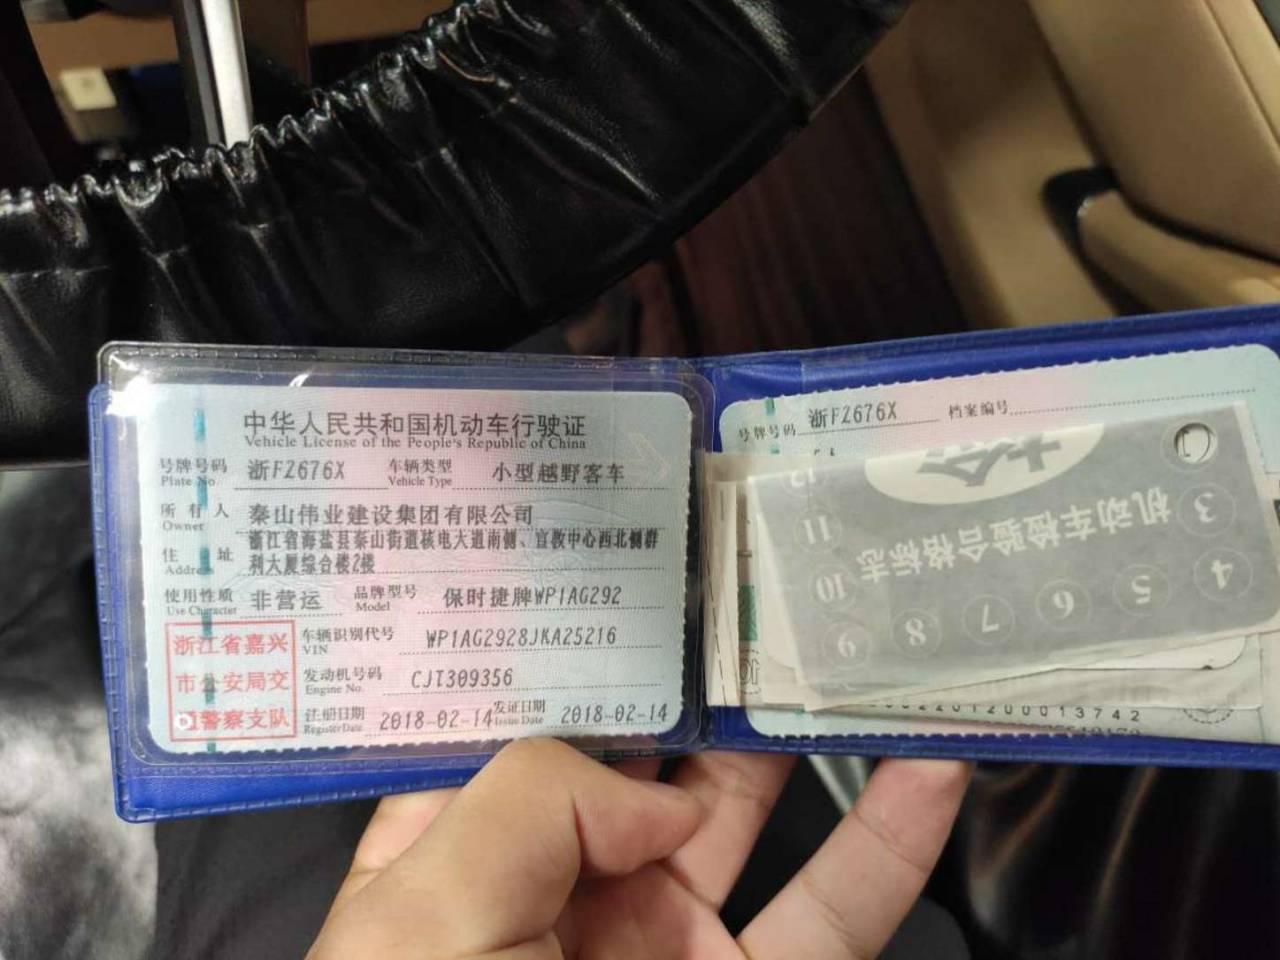 中华人民共和国机动车行驶证
Vehicle License of the People's Republic of China
号牌号码 浙FZ676X 车辆类型 小型越野客车
Plate No. Vehicle Type
所有人 秦山伟业建设集团有限公司
Owner
住址 浙江省海盐县秦山街道核电大道南侧、宣教中心西北侧群
Address 利大厦综合楼2楼
使用性质 非营运 品牌型号 保时捷牌WP1AG292
Use Character Model
浙江省嘉兴
市公安局交
警察支队
车辆识别代号 WP1AG2928JKA25216
VIN
发动机号码 CJT309356
Engine No.
注册日期 2018-02-14 发证日期 2018-02-14
Register Date Issue Date
号牌号码 浙FZ676X 档案编号
机动车检验合格标志
3
4
5
6
7
8
9
10
11
12